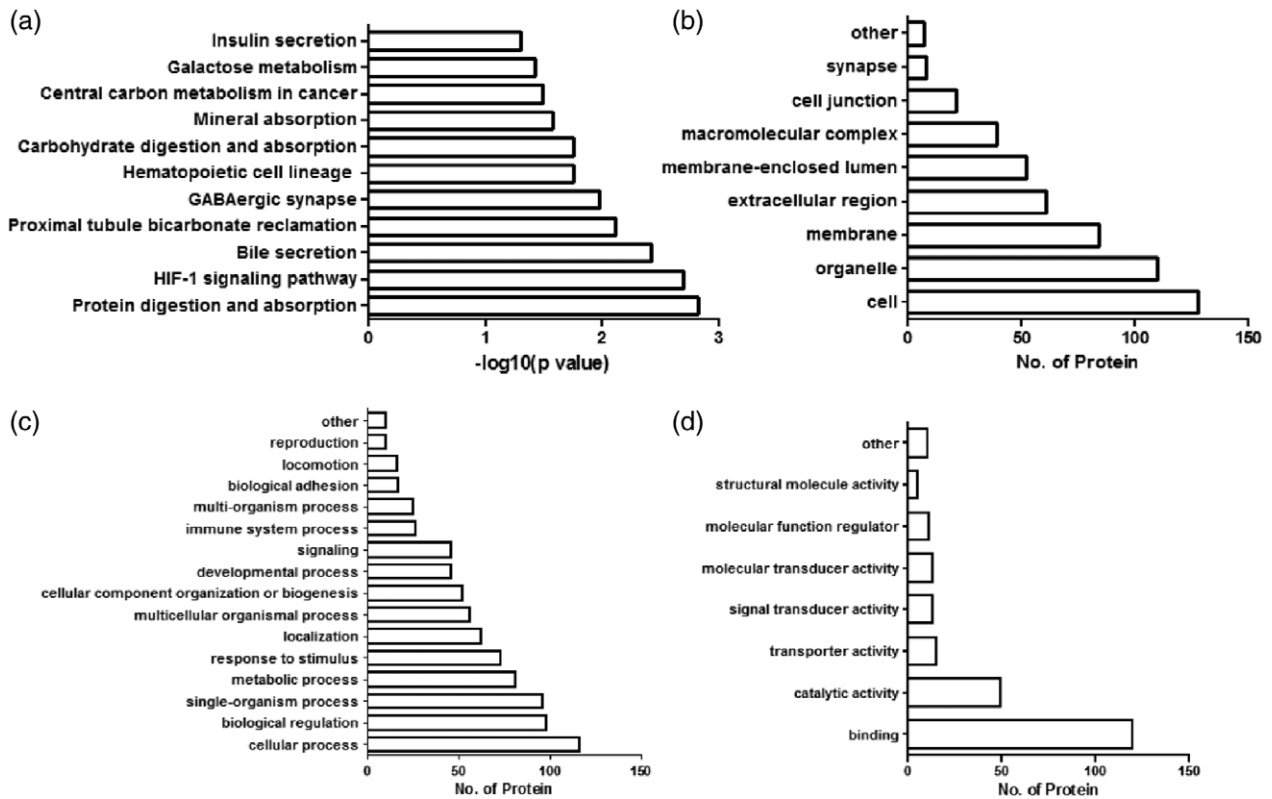 (a)
Insulin secretion
Galactose metabolism
Central carbon metabolism in cancer
Mineral absorption
Carbohydrate digestion and absorption
Hematopoietic cell lineage
GABAergic synapse
Proximal tubule bicarbonate reclamation
Bile secretion
HIF-1 signaling pathway
Protein digestion and absorption
0 1 2 3
-log10(p value)
(b)
other
synapse
cell junction
macromolecular complex
membrane-enclosed lumen
extracellular region
membrane
organelle
cell
0 50 100 150
No. of Protein
(c)
other
reproduction
locomotion
biological adhesion
multi-organism process
immune system process
signaling
developmental process
cellular component organization or biogenesis
multicellular organismal process
localization
response to stimulus
metabolic process
single-organism process
biological regulation
cellular process
0 50 100 150
No. of Protein
(d)
other
structural molecule activity
molecular function regulator
molecular transducer activity
signal transducer activity
transporter activity
catalytic activity
binding
0 50 100 150
No. of Protein